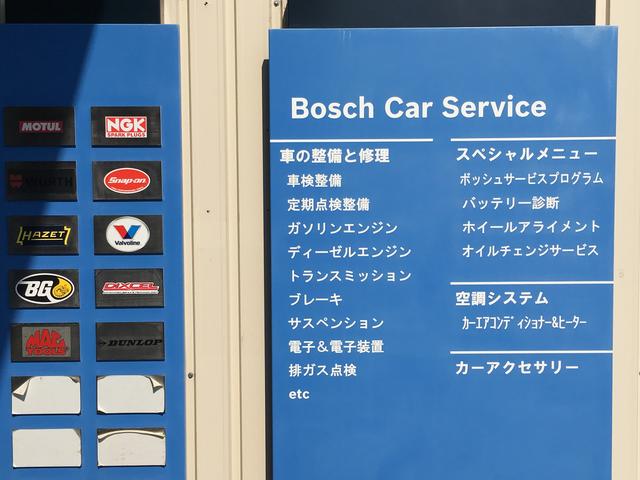 MOTUL
NGK
SPARK PLUGS
WÜRTH
Snap-on
HAZET
Valvoline
BG
DIXCEL
MAC
TOOLS
DUNLOP
Bosch Car Service
車の整備と修理
車検整備
定期点検整備
ガソリンエンジン
ディーゼルエンジン
トランスミッション
ブレーキ
サスペンション
電子&電子装置
排ガス点検
etc
スペシャルメニュー
ボッシュサービスプログラム
バッテリー診断
ホイールアライメント
オイルチェンジサービス
空調システム
カーエアコンディショナー&ヒーター
カーアクセサリー